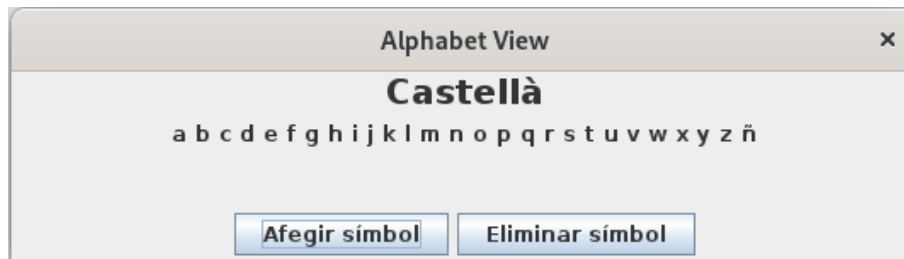 Alphabet View ×
Castellà
a b c d e f g h i j k l m n o p q r s t u v w x y z ñ
Afegir símbol Eliminar símbol